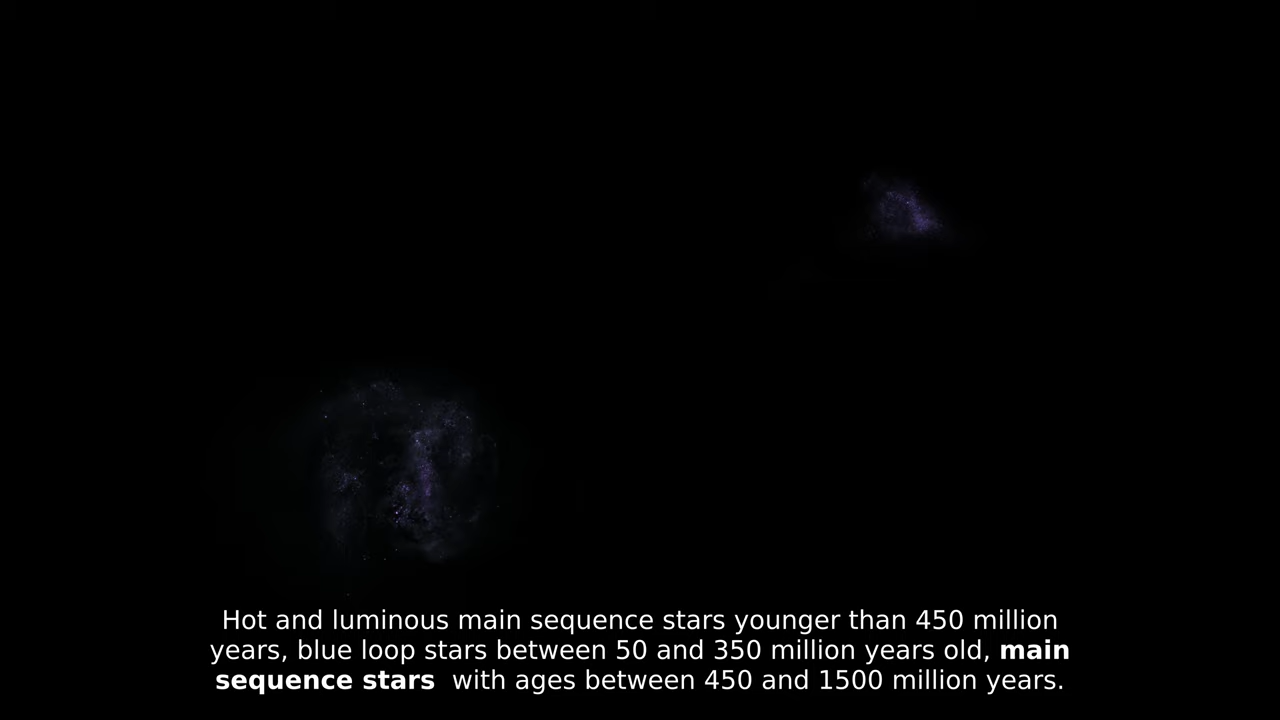 Hot and luminous main sequence stars younger than 450 million
years, blue loop stars between 50 and 350 million years old, main
sequence stars with ages between 450 and 1500 million years.